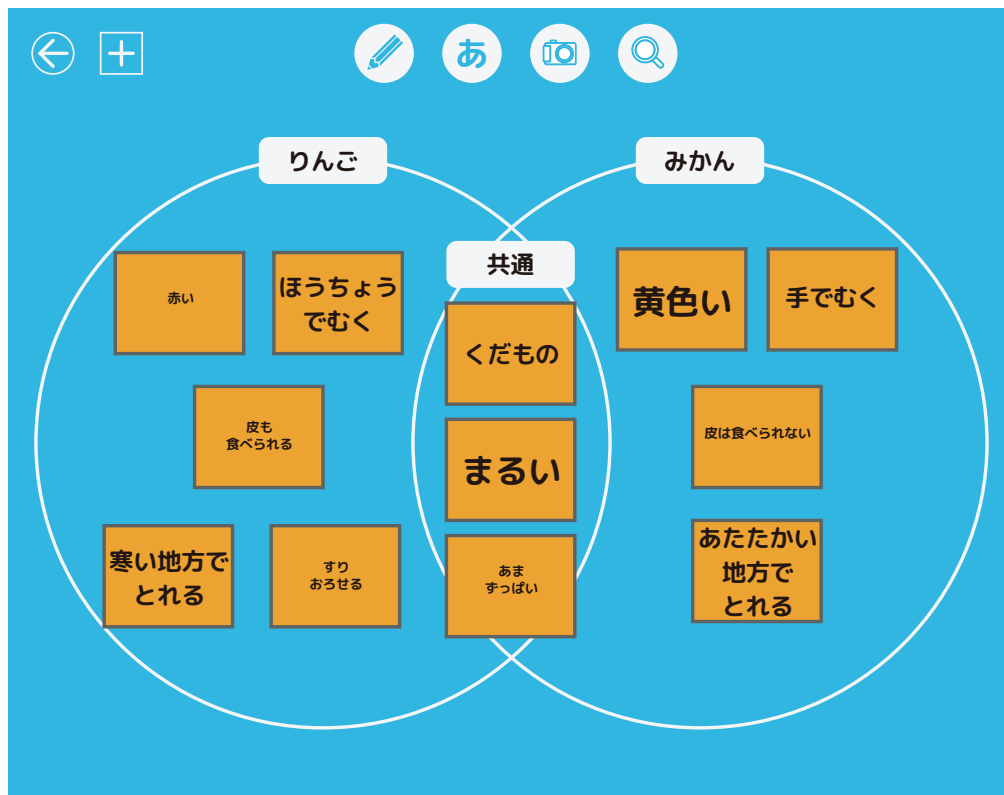 あ
りんご
みかん
共通
赤い
ほうちょう
でむく
皮も
食べられる
寒い地方で
とれる
すり
おろせる
くだもの
まるい
あま
ずっぱい
黄色い
手でむく
皮は食べられない
あたたかい
地方で
とれる